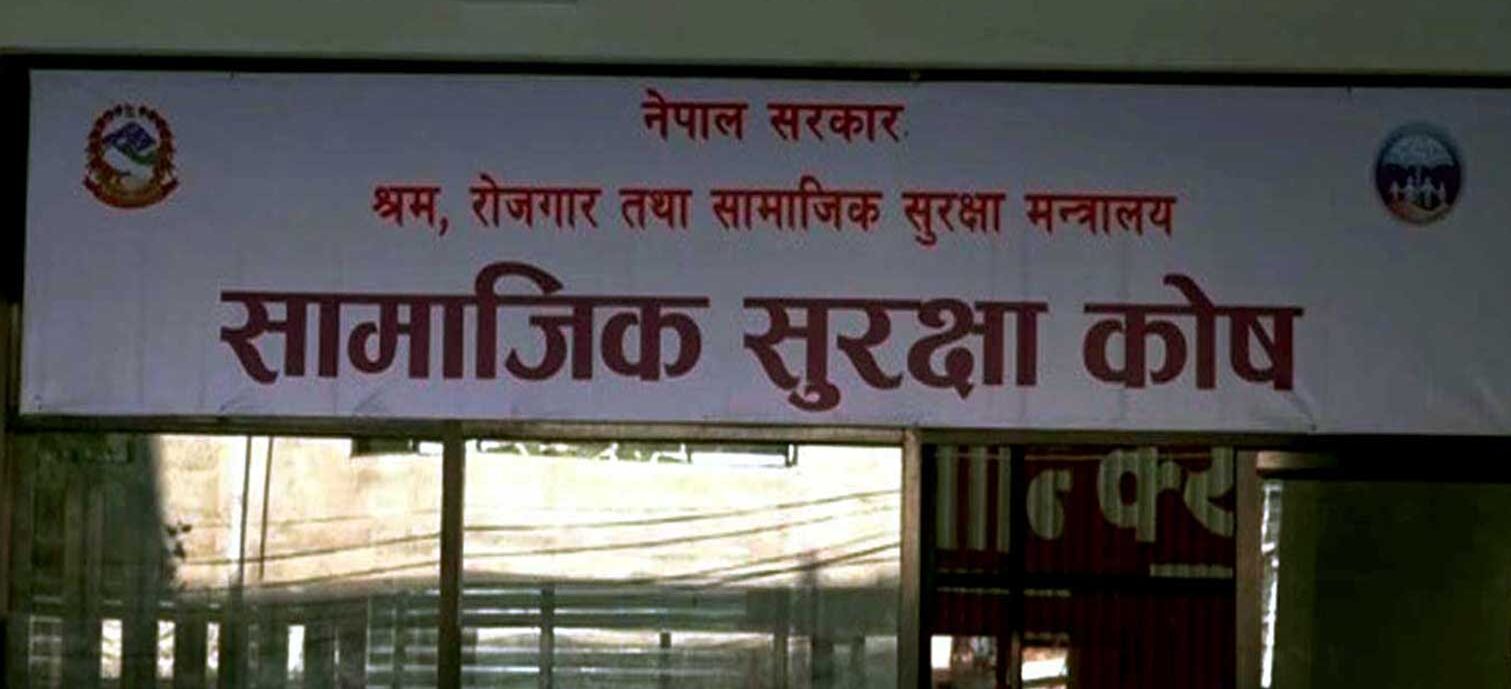 नेपाल सरकार
श्रम, रोजगार तथा सामाजिक सुरक्षा मन्त्रालय
सामाजिक सुरक्षा कोष